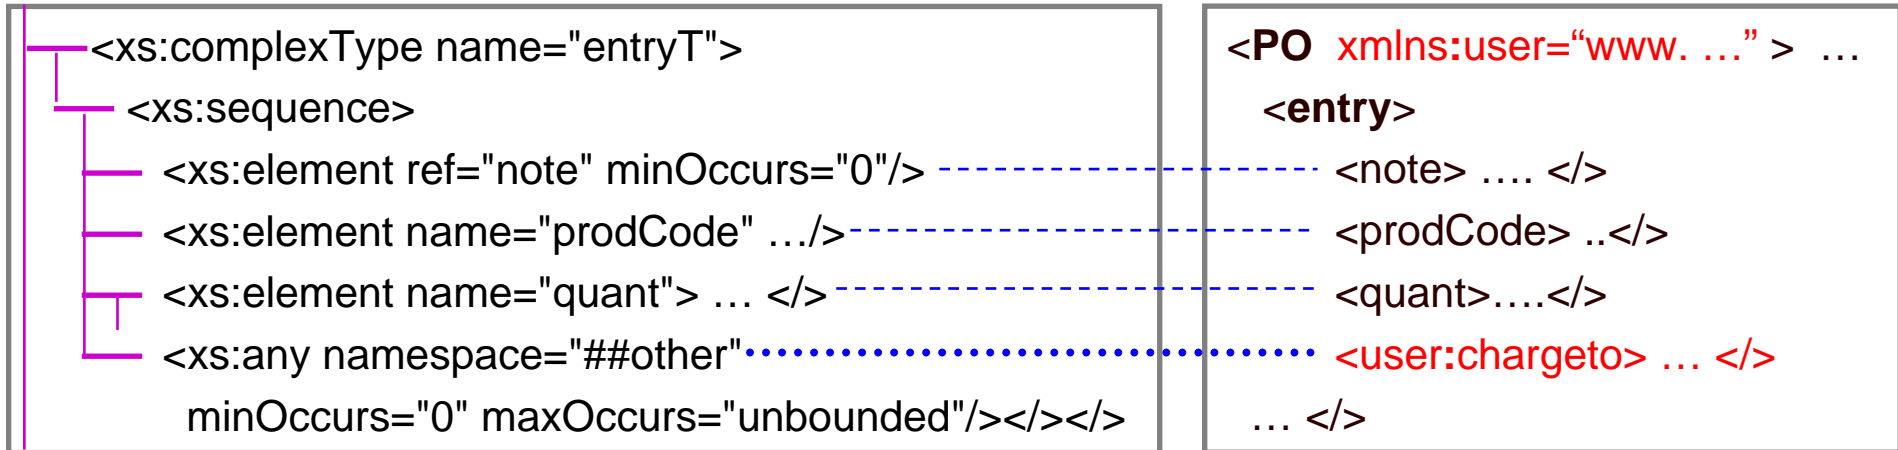 <xs:complexType name="entryT">
<xs:sequence>
<xs:element ref="note" minOccurs="0"/>
<xs:element name="prodCode" …/>
<xs:element name="quant"> … </>
<xs:any namespace="##other"
minOccurs="0" maxOccurs="unbounded"/></></>
<PO xmlns:user=“www. …” > …
<entry>
<note> …. </>
<prodCode> ..</>
<quant>….</>
<user:chargeto> … </>
… </>